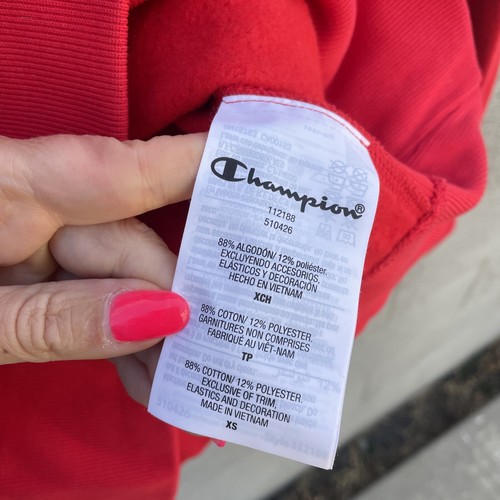 Champion®
112188
510426
88% ALGODÓN/ 12% poliéster.
EXCLUYENDO ACCESORIOS.
ELÁSTICOS Y DECORACIÓN
HECHO EN VIETNAM
XCH
88% COTON/ 12% POLYESTER.
GARNITURES NON COMPRISES
FABRIQUÉ AU VIÊT-NAM
TP
88% COTTON/ 12% POLYESTER.
EXCLUSIVE OF TRIM.
ELASTICS AND DECORATION
MADE IN VIETNAM
XS